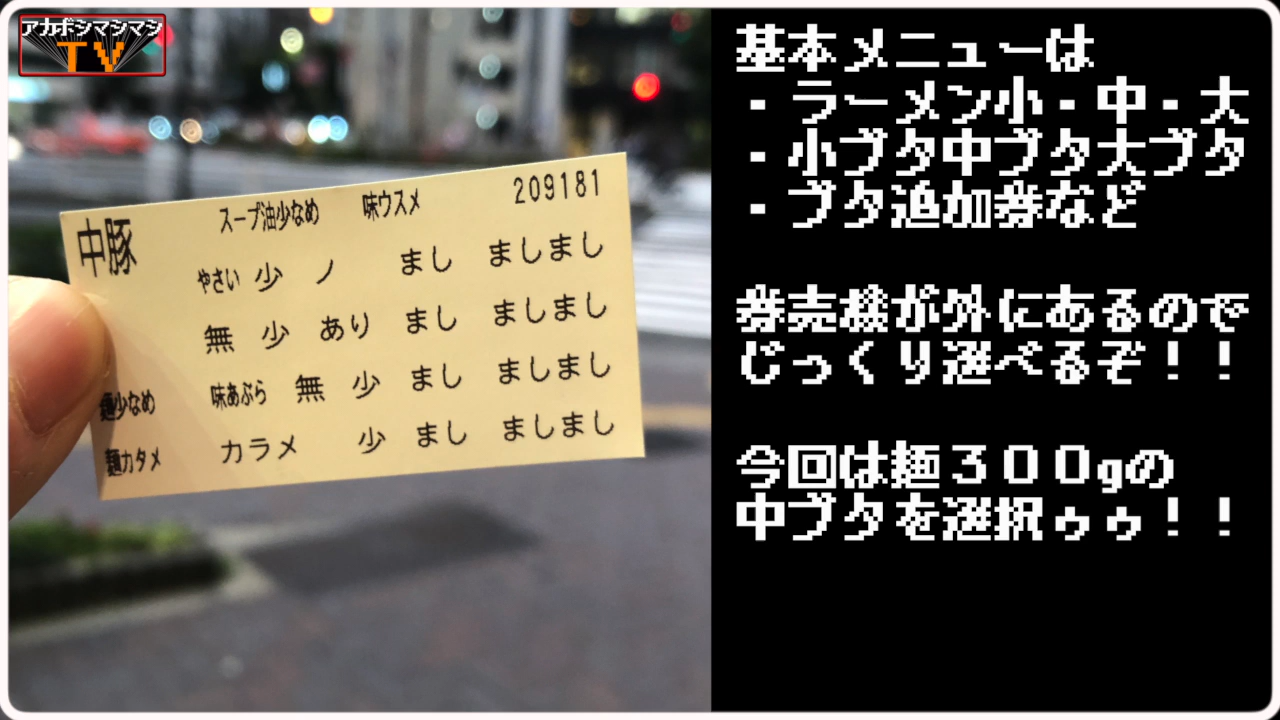 アカボシマシマシ
TV
中豚 スープ油少なめ 味ウスメ 209181
やさい 少 ノ まし ましまし
無 少 あり まし ましまし
麺少なめ 味あぶら 無 少 まし ましまし
麺カタメ カラメ 少 まし ましまし
基本メニューは
・ラーメン小・中・大
・小ブタ中ブタ大ブタ
・ブタ追加券など
券売機が外にあるので
じっくり選べるぞ！！
今回は麺３００gの
中ブタを選択ゥゥ！！